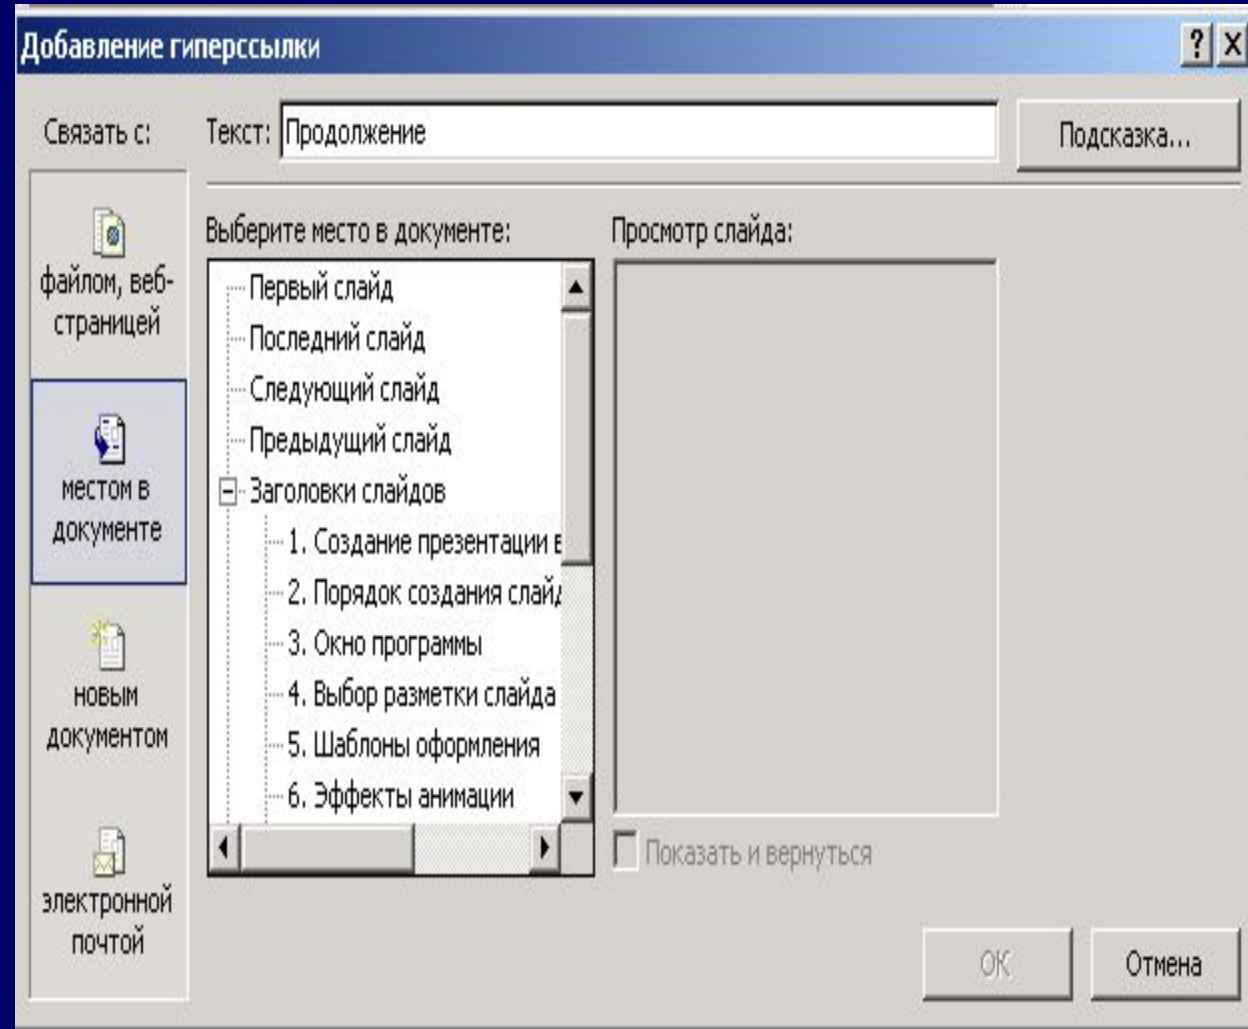 Добавление гиперссылки
Связать с:
Текст: Продолжение
Подсказка...
файлом, веб-
страницей
местом в
документе
новым
документом
электронной
почтой
Выберите место в документе:
Первый слайд
Последний слайд
Следующий слайд
Предыдущий слайд
Заголовки слайдов
1. Создание презентации
2. Порядок создания
3. Окно программы
4. Выбор разметки слайда
5. Шаблоны оформления
6. Эффекты анимации
Просмотр слайда:
Показать и вернуться
ОК
Отмена